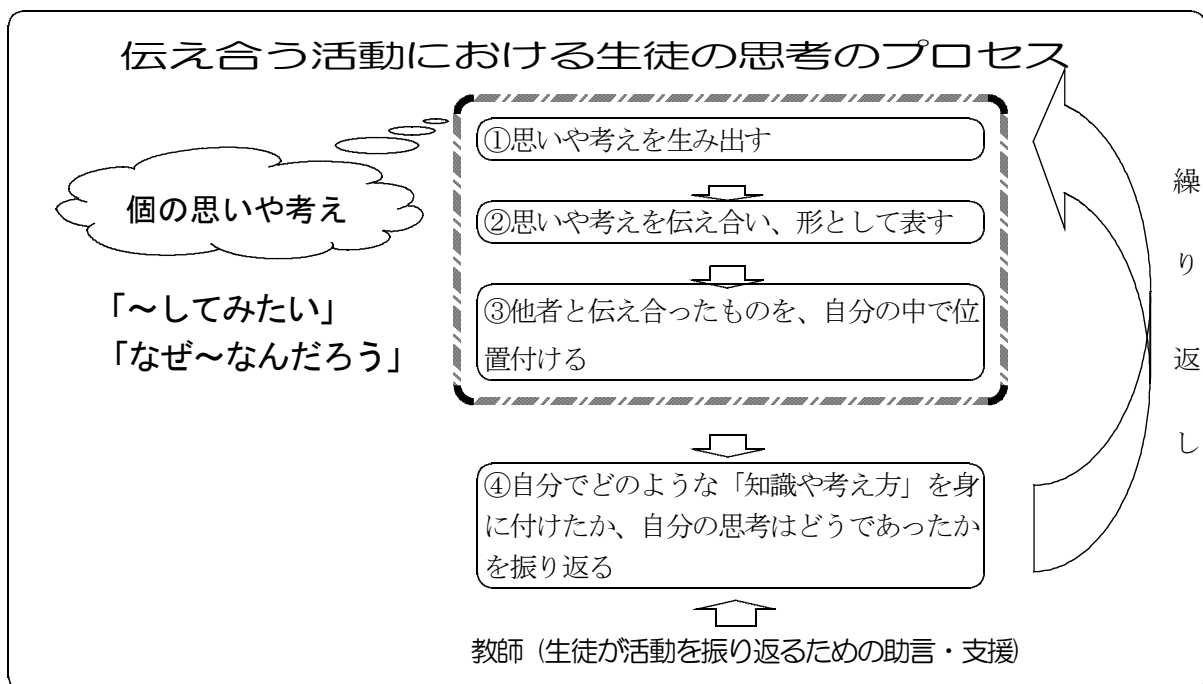 伝え合う活動における生徒の思考のプロセス
①思いや考えを生み出す
個の思いや考え
②思いや考えを伝え合い、形として表す
「～してみたい」
「なぜ～なんだろう」
③他者と伝え合ったものを、自分の中で位
置付ける
④自分でどのような「知識や考え方」を身
に付けたか、自分の思考はどうであったか
を振り返る
繰り返し
教師（生徒が活動を振り返るための助言・支援）